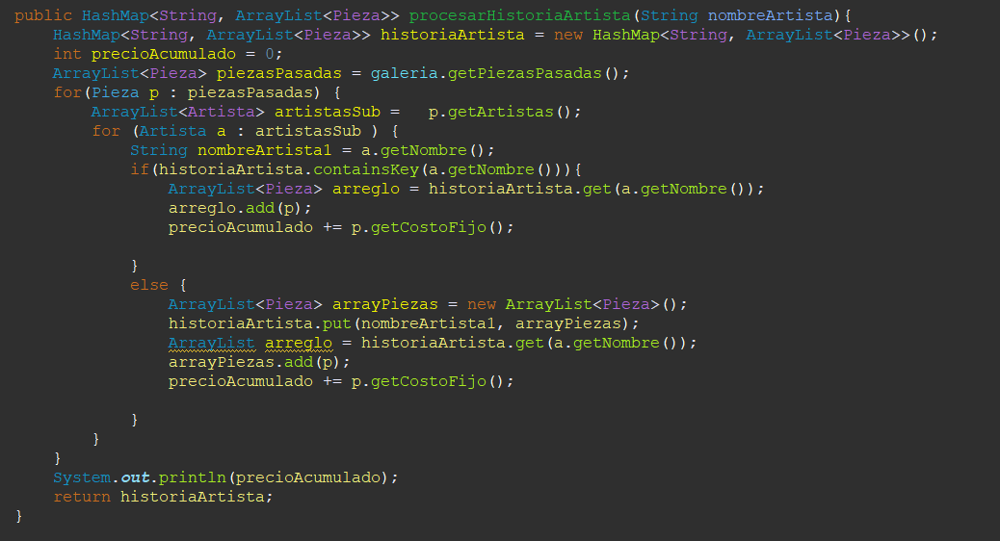 public HashMap<String, ArrayList<Pieza>> procesarHistoriaArtista(String nombreArtista){
    HashMap<String, ArrayList<Pieza>> historiaArtista = new HashMap<String, ArrayList<Pieza>>();
    int precioAcumulado = 0;
    ArrayList<Pieza> piezasPasadas = galeria.getPiezasPasadas();
    for(Pieza p : piezasPasadas) {
        ArrayList<Artista> artistasSub =   p.getArtistas();
        for (Artista a : artistasSub ) {
            String nombreArtista1 = a.getNombre();
            if(historiaArtista.containsKey(a.getNombre())){
                ArrayList<Pieza> arreglo = historiaArtista.get(a.getNombre());
                arreglo.add(p);
                precioAcumulado += p.getCostoFijo();

            }
            else {
                ArrayList<Pieza> arrayPiezas = new ArrayList<Pieza>();
                historiaArtista.put(nombreArtista1, arrayPiezas);
                ArrayList arreglo = historiaArtista.get(a.getNombre());
                arrayPiezas.add(p);
                precioAcumulado += p.getCostoFijo();

            }
        }
    }
    System.out.println(precioAcumulado);
    return historiaArtista;
}